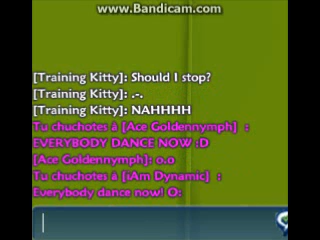 www.Bandicam.com
[Training Kitty]: Should I stop?
[Training Kitty]: .-.
[Training Kitty]: NAHHHH
Tu chuchotes à [Ace Goldennymph] :
EVERYBODY DANCE NOW :D
[Ace Goldennymph]: o.o
Tu chuchotes à [iAm Dynamic] :
Everybody dance now! O: